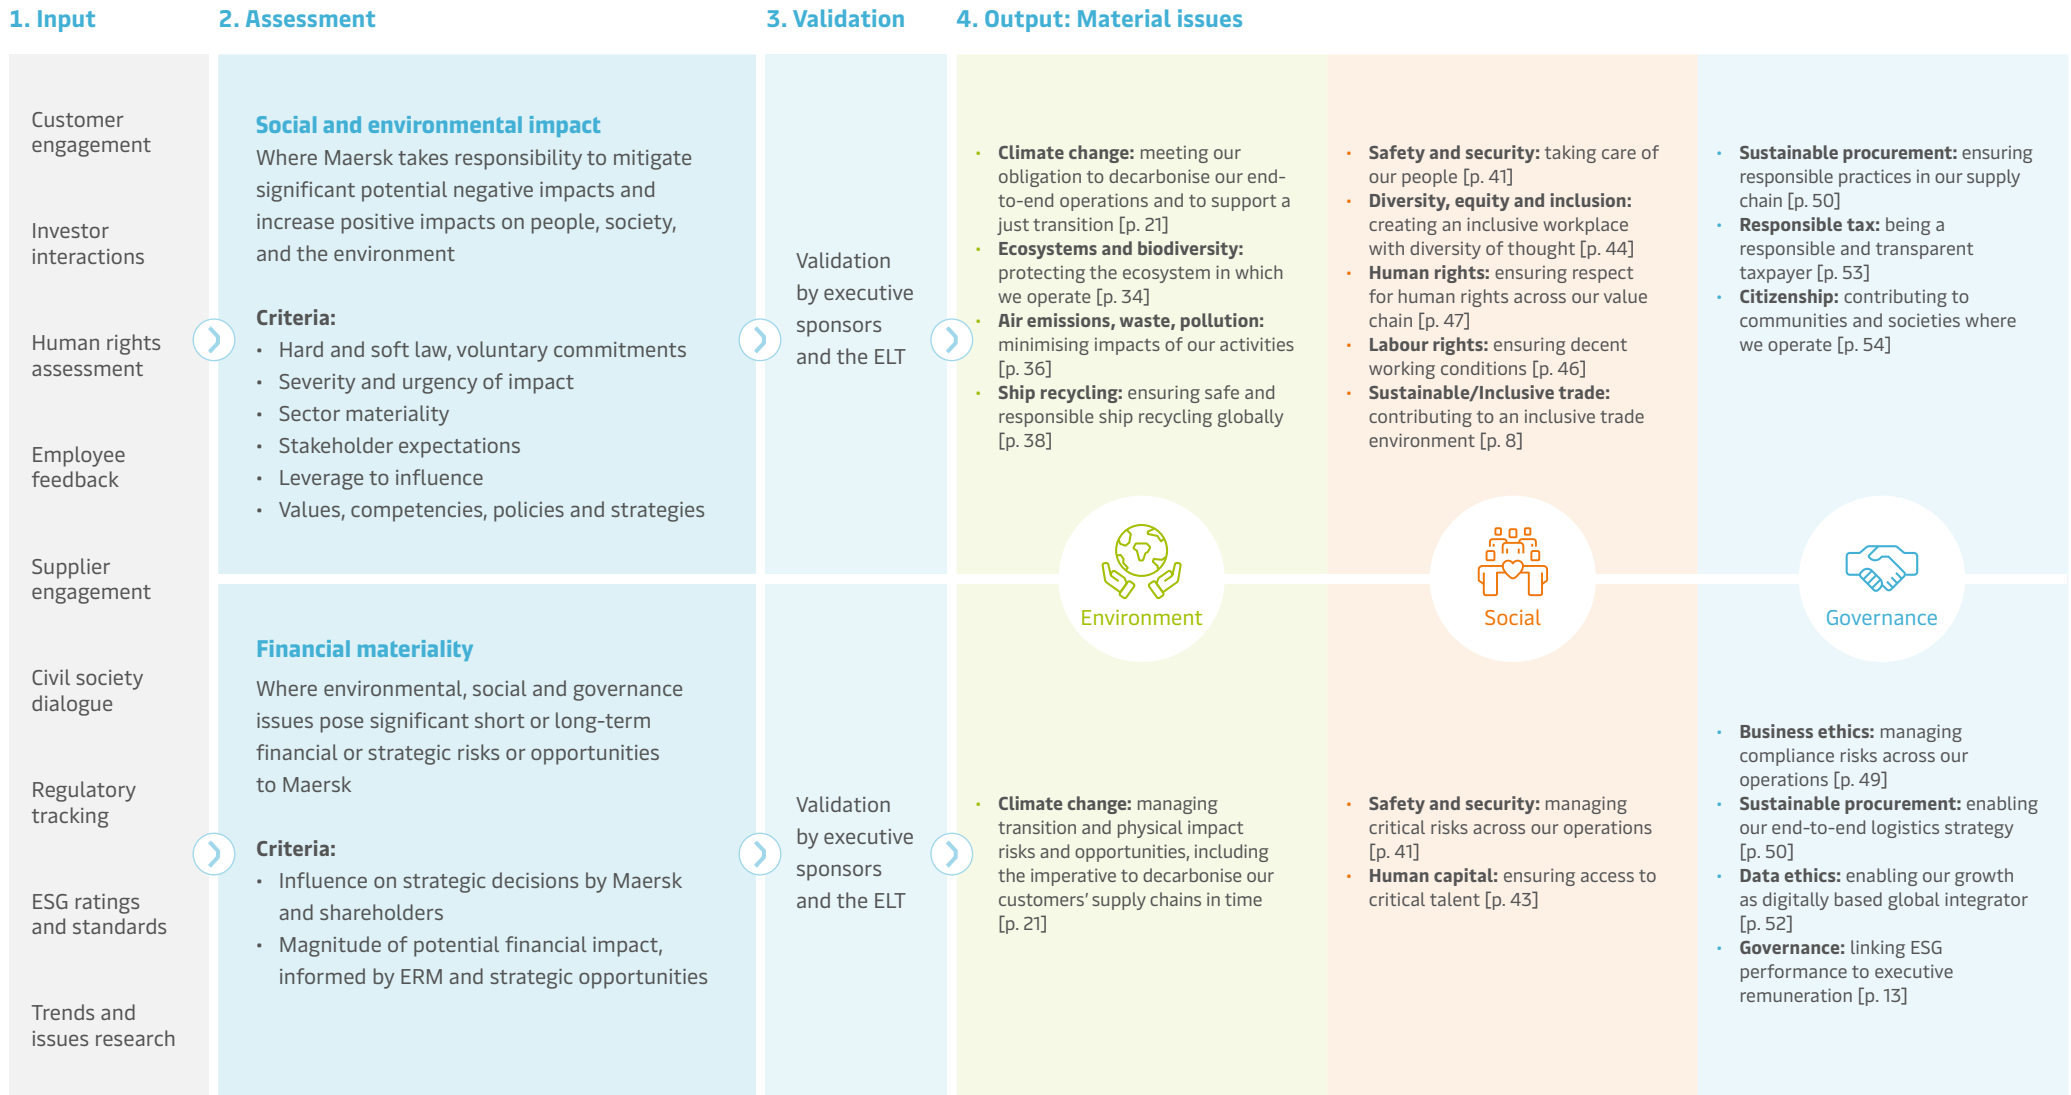 1. Input
2. Assessment
3. Validation
4. Output: Material issues
Customer
engagement
Investor
interactions
Human rights
assessment
Employee
feedback
Supplier
engagement
Civil society
dialogue
Regulatory
tracking
ESG ratings
and standards
Trends and
issues research
Social and environmental impact
Where Maersk takes responsibility to mitigate
significant potential negative impacts and
increase positive impacts on people, society,
and the environment
Criteria:
• Hard and soft law, voluntary commitments
• Severity and urgency of impact
• Sector materiality
• Stakeholder expectations
• Leverage to influence
• Values, competencies, policies and strategies
Validation
by executive
sponsors
and the ELT
• Climate change: meeting our
obligation to decarbonise our end-
to-end operations and to support a
just transition [p. 21]
• Ecosystems and biodiversity:
protecting the ecosystem in which
we operate [p. 34]
• Air emissions, waste, pollution:
minimising impacts of our activities
[p. 36]
• Ship recycling: ensuring safe and
responsible ship recycling globally
[p. 38]
• Safety and security: taking care of
our people [p. 41]
• Diversity, equity and inclusion:
creating an inclusive workplace
with diversity of thought [p. 44]
• Human rights: ensuring respect
for human rights across our value
chain [p. 47]
• Labour rights: ensuring decent
working conditions [p. 46]
• Sustainable/Inclusive trade:
contributing to an inclusive trade
environment [p. 8]
• Sustainable procurement: ensuring
responsible practices in our supply
chain [p. 50]
• Responsible tax: being a
responsible and transparent
taxpayer [p. 53]
• Citizenship: contributing to
communities and societies where
we operate [p. 54]
Environment
Social
Governance
Financial materiality
Where environmental, social and governance
issues pose significant short or long-term
financial or strategic risks or opportunities
to Maersk
Criteria:
• Influence on strategic decisions by Maersk
and shareholders
• Magnitude of potential financial impact,
informed by ERM and strategic opportunities
Validation
by executive
sponsors
and the ELT
• Climate change: managing
transition and physical impact
risks and opportunities, including
the imperative to decarbonise our
customers’ supply chains in time
[p. 21]
• Safety and security: managing
critical risks across our operations
[p. 41]
• Human capital: ensuring access to
critical talent [p. 43]
• Business ethics: managing
compliance risks across our
operations [p. 49]
• Sustainable procurement: enabling
our end-to-end logistics strategy
[p. 50]
• Data ethics: enabling our growth
as digitally based global integrator
[p. 52]
• Governance: linking ESG
performance to executive
remuneration [p. 13]